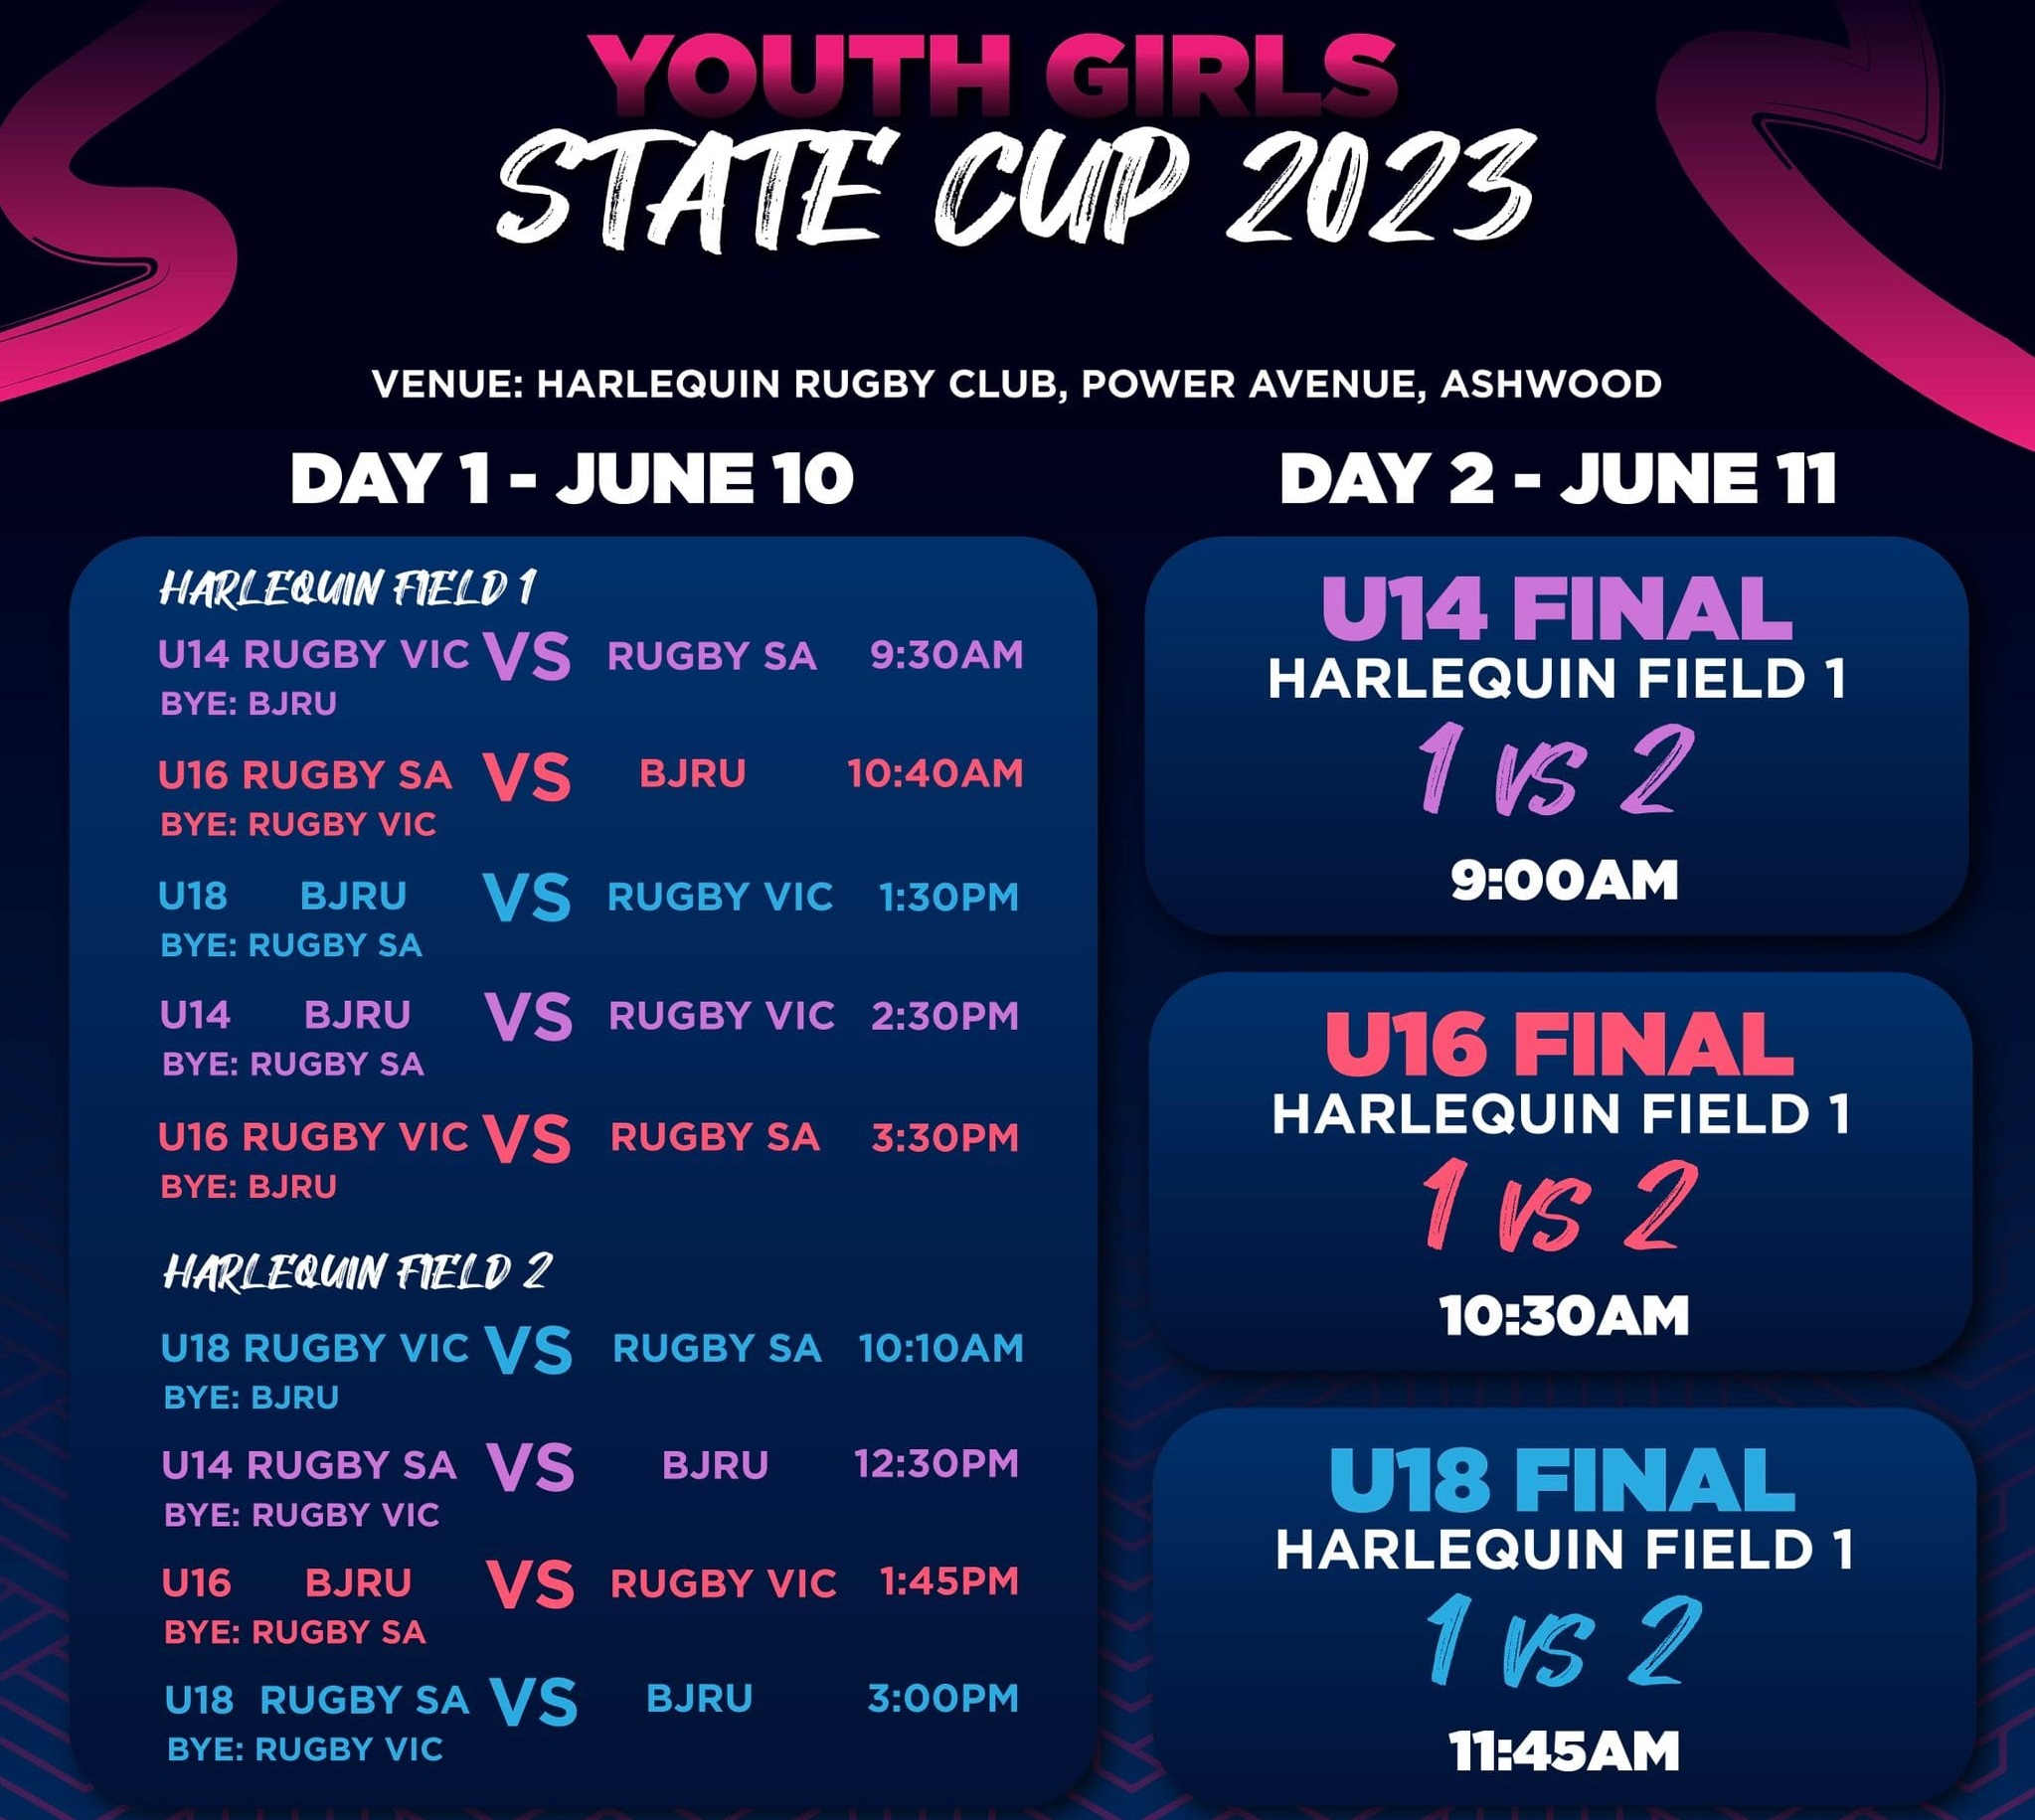 YOUTH GIRLS
STATE CUP 2023
VENUE: HARLEQUIN RUGBY CLUB, POWER AVENUE, ASHWOOD
DAY 1 - JUNE 10
HARLEQUIN FIELD 1
U14 RUGBY VIC VS RUGBY SA 9:30AM
BYE: BJRU
U16 RUGBY SA VS BJRU 10:40AM
BYE: RUGBY VIC
U18 BJRU VS RUGBY VIC 1:30PM
BYE: RUGBY SA
U14 BJRU VS RUGBY VIC 2:30PM
BYE: RUGBY SA
U16 RUGBY VIC VS RUGBY SA 3:30PM
BYE: BJRU
HARLEQUIN FIELD 2
U18 RUGBY VIC VS RUGBY SA 10:10AM
BYE: BJRU
U14 RUGBY SA VS BJRU 12:30PM
BYE: RUGBY VIC
U16 BJRU VS RUGBY VIC 1:45PM
BYE: RUGBY SA
U18 RUGBY SA VS BJRU 3:00PM
BYE: RUGBY VIC
DAY 2 - JUNE 11
U14 FINAL
HARLEQUIN FIELD 1
1 VS 2
9:00AM
U16 FINAL
HARLEQUIN FIELD 1
1 VS 2
10:30AM
U18 FINAL
HARLEQUIN FIELD 1
1 VS 2
11:45AM